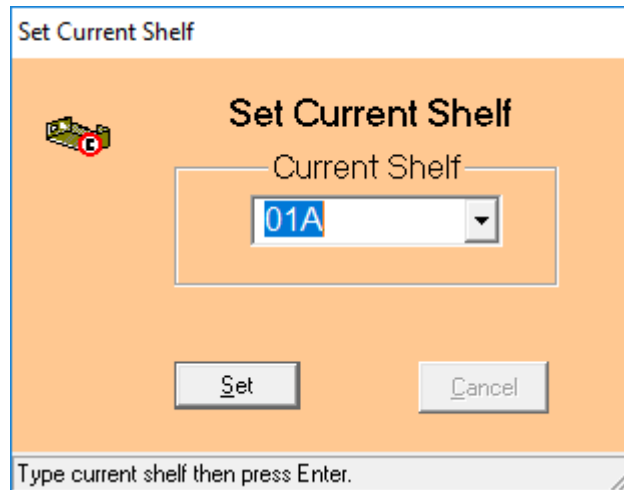 Set Current Shelf
Set Current Shelf
Current Shelf
01A
Set
Cancel
Type current shelf then press Enter.